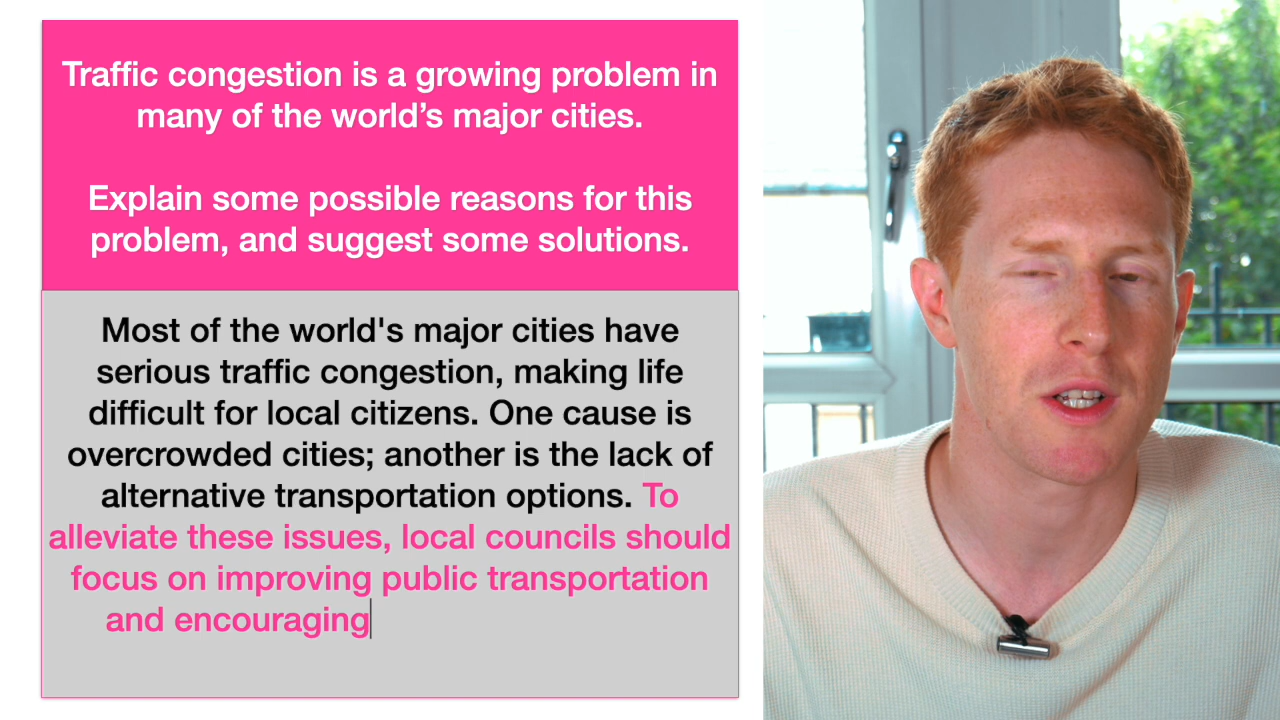 Traffic congestion is a growing problem in
many of the world’s major cities.
Explain some possible reasons for this
problem, and suggest some solutions.
Most of the world's major cities have
serious traffic congestion, making life
difficult for local citizens. One cause is
overcrowded cities; another is the lack of
alternative transportation options. To
alleviate these issues, local councils should
focus on improving public transportation
and encouraging